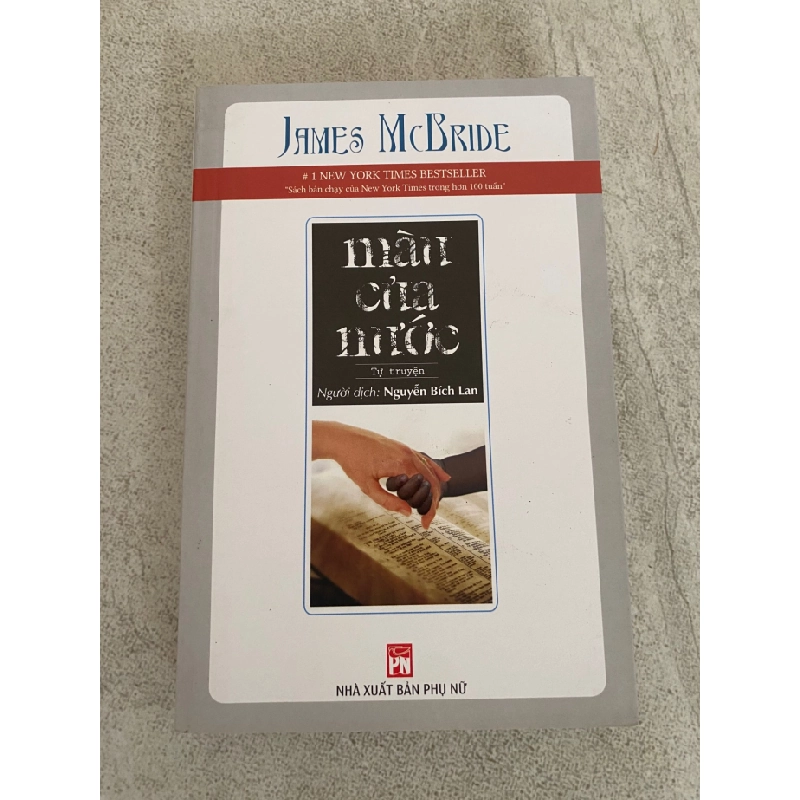 JAMES MCBRIDE
# 1 NEW YORK TIMES BESTSELLER
"Sách bán chạy của New York Times trong hơn 100 tuần"
màu
của
nước
Tự truyện
Người dịch: Nguyễn Bích Lan
PN
NHÀ XUẤT BẢN PHỤ NỮ